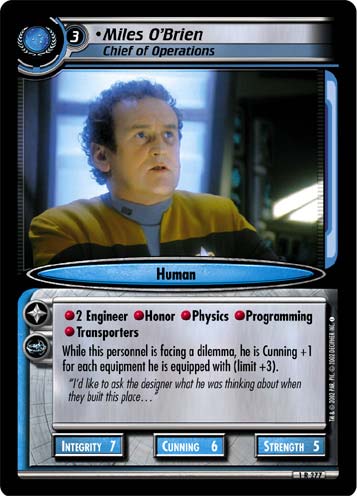 3
•Miles O'Brien
Chief of Operations
Human
2 Engineer Honor Physics Programming
Transporters
While this personnel is facing a dilemma, he is Cunning +1
for each equipment he is equipped with (limit +3).
"I'd like to ask the designer what he was thinking about when
they built this place…"
INTEGRITY 7 CUNNING 6 STRENGTH 5
1 R 377